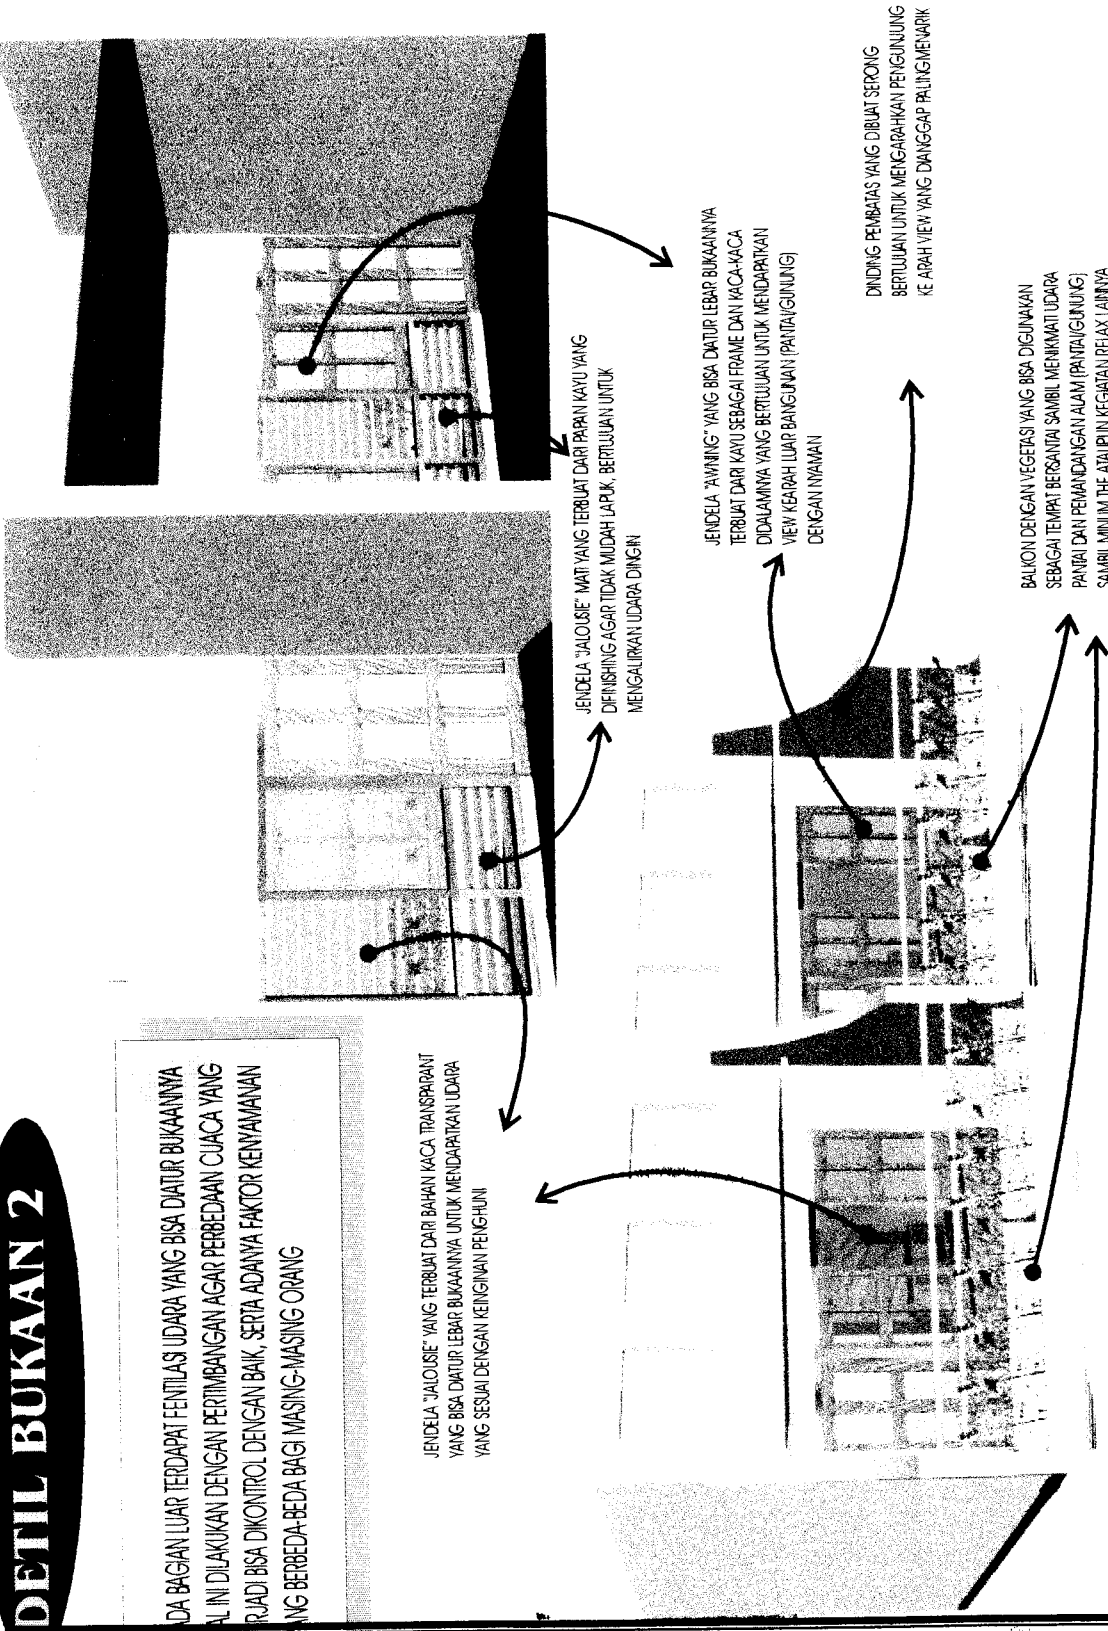 DETIL BUKAAN 2
ADA BAGIAN LUAR TERDAPAT FENTILASI UDARA YANG BISA DIATUR BUKAANNYA
AL INI DILAKUKAN DENGAN PERTIMBANGAN AGAR PERBEDAAN CUACA YANG
RJADI BISA DIKONTROL DENGAN BAIK, SERTA ADANYA FAKTOR KENYAMANAN
NG BERBEDA-BEDA BAGI MASING-MASING ORANG
JENDELA "JALOUSIE" YANG TERBUAT DARI BAHAN KACA TRANSPARANT
YANG BISA DIATUR LEBAR BUKAANNYA UNTUK MENDAPATKAN UDARA
YANG SESUAI DENGAN KEINGINAN PENGHUNI
JENDELA "JALOUSIE" MATI YANG TERBUAT DARI PAPAN KAYU YANG
DIFINISHING AGAR TIDAK MUDAH LAPUK, BERTUJUAN UNTUK
MENGALIRKAN UDARA DINGIN
JENDELA "AWNING" YANG BISA DIATUR LEBAR BUKAANNYA
TERBUAT DARI KAYU SEBAGAI FRAME DAN KACA-KACA
DIDALAMNYA YANG BERTUJUAN UNTUK MENDAPATKAN
VIEW KEARAH LUAR BANGUNAN (PANTAI/GUNUNG)
DENGAN NYAMAN
DINDING PEMBATAS YANG DIBUAT SERONG
BERTUJUAN UNTUK MENGARAHKAN PENGUNJUNG
KE ARAH VIEW YANG DIANGGAP PALING MENARIK
BALKON DENGAN VEGETASI YANG BISA DIGUNAKAN
SEBAGAI TEMPAT BERSANTAI SAMBIL MENIKMATI UDARA
PANTAI DAN PEMANDANGAN ALAM (PANTAI/GUNUNG)
SAMBIL MINUM THE ATAUPUN KEGIATAN RELAX LAINNYA